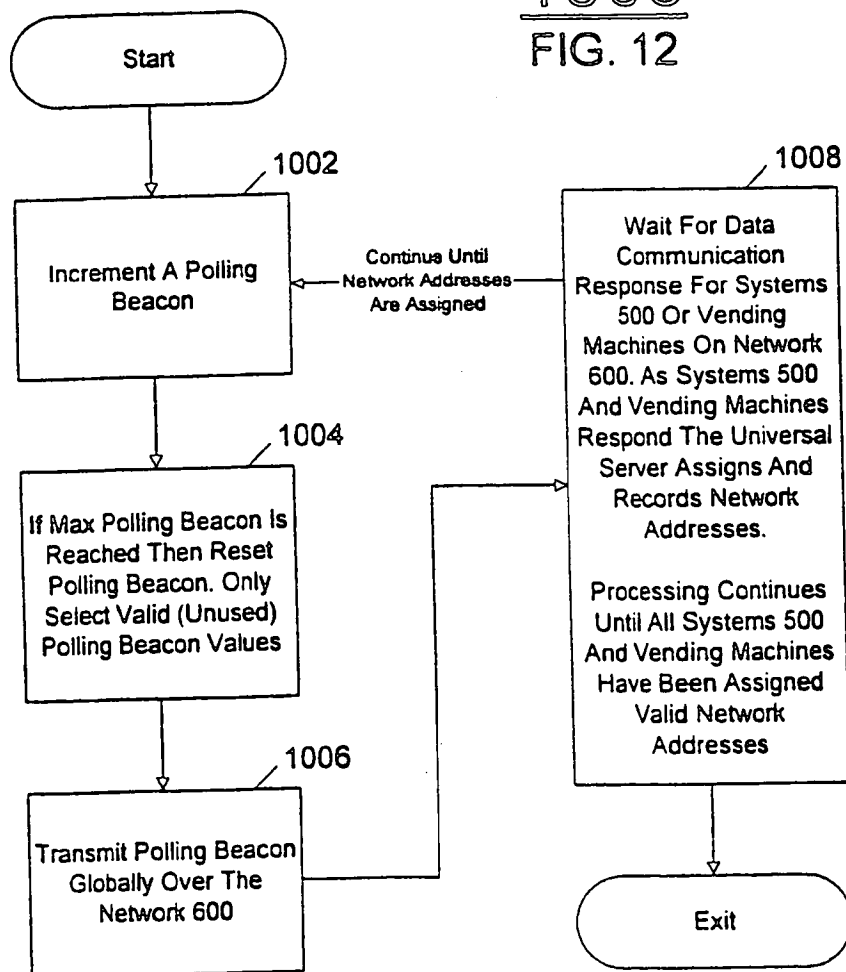 FIG. 12
Start
1002
Increment A Polling
Beacon
Continue Until
Network Addresses
Are Assigned
1004
If Max Polling Beacon Is
Reached Then Reset
Polling Beacon. Only
Select Valid (Unused)
Polling Beacon Values
1006
Transmit Polling Beacon
Globally Over The
Network 600
1008
Wait For Data
Communication
Response For Systems
500 Or Vending
Machines On Network
600. As Systems 500
And Vending Machines
Respond The Universal
Server Assigns And
Records Network
Addresses.
Processing Continues
Until All Systems 500
And Vending Machines
Have Been Assigned
Valid Network
Addresses
Exit